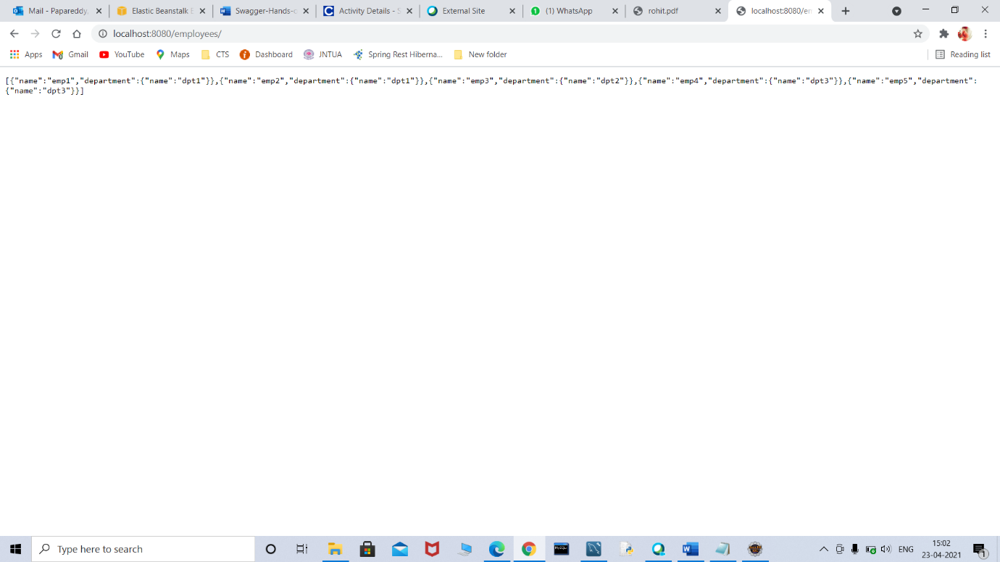 Mail - Papareddy,
Elastic Beanstalk E
Swagger-Hands-o
Activity Details - S
External Site
(1) WhatsApp
rohit.pdf
localhost:8080/em
localhost:8080/employees/
Apps
Gmail
YouTube
Maps
CTS
Dashboard
JNTUA
Spring Rest Hiberna...
New folder
Reading list
[{"name":"emp1","department":{"name":"dpt1"}},{"name":"emp2","department":{"name":"dpt1"}},{"name":"emp3","department":{"name":"dpt2"}},{"name":"emp4","department":{"name":"dpt3"}},{"name":"emp5","department":
{"name":"dpt3"}}]
Type here to search
ENG
15:02
23-04-2021
1